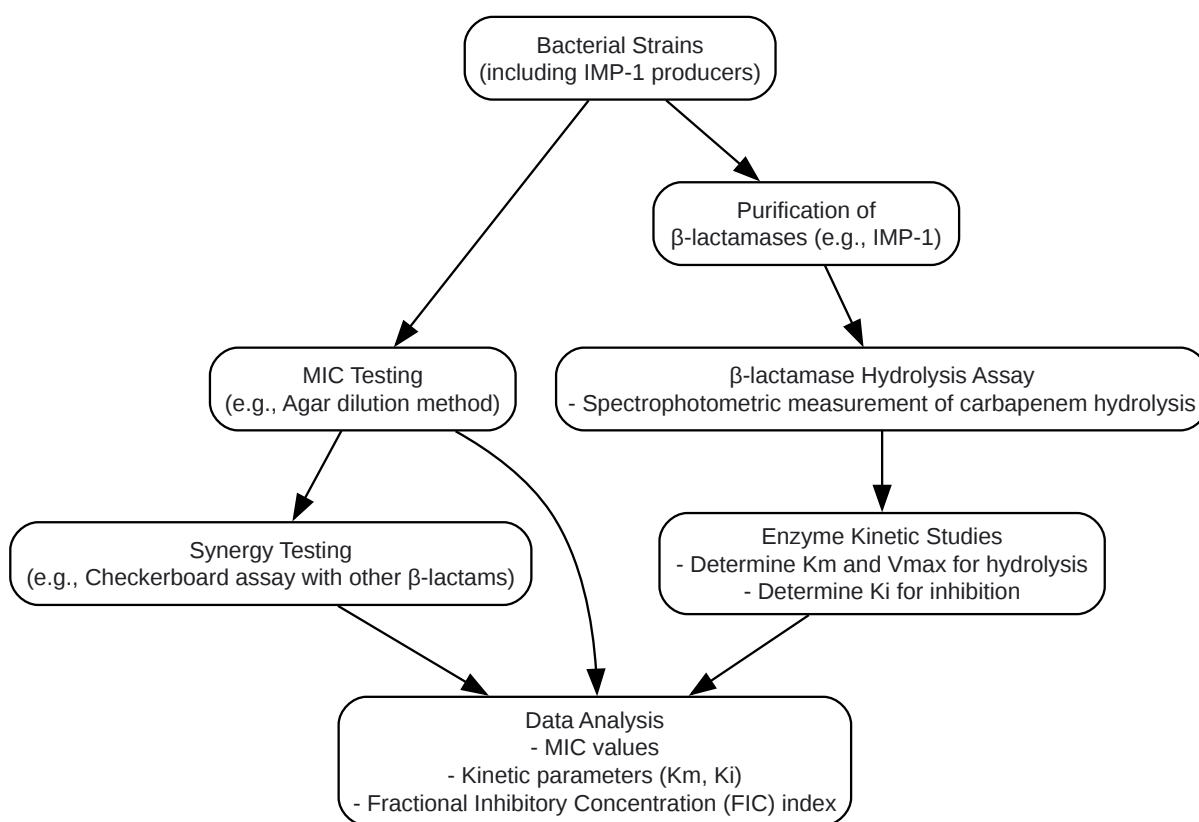 Bacterial Strains
(including IMP-1 producers)
Purification of
β-lactamases (e.g., IMP-1)
MIC Testing
(e.g., Agar dilution method)
β-lactamase Hydrolysis Assay
- Spectrophotometric measurement of carbapenem hydrolysis
Synergy Testing
(e.g., Checkerboard assay with other β-lactams)
Enzyme Kinetic Studies
- Determine Km and Vmax for hydrolysis
- Determine Ki for inhibition
Data Analysis
- MIC values
- Kinetic parameters (Km, Ki)
- Fractional Inhibitory Concentration (FIC) index